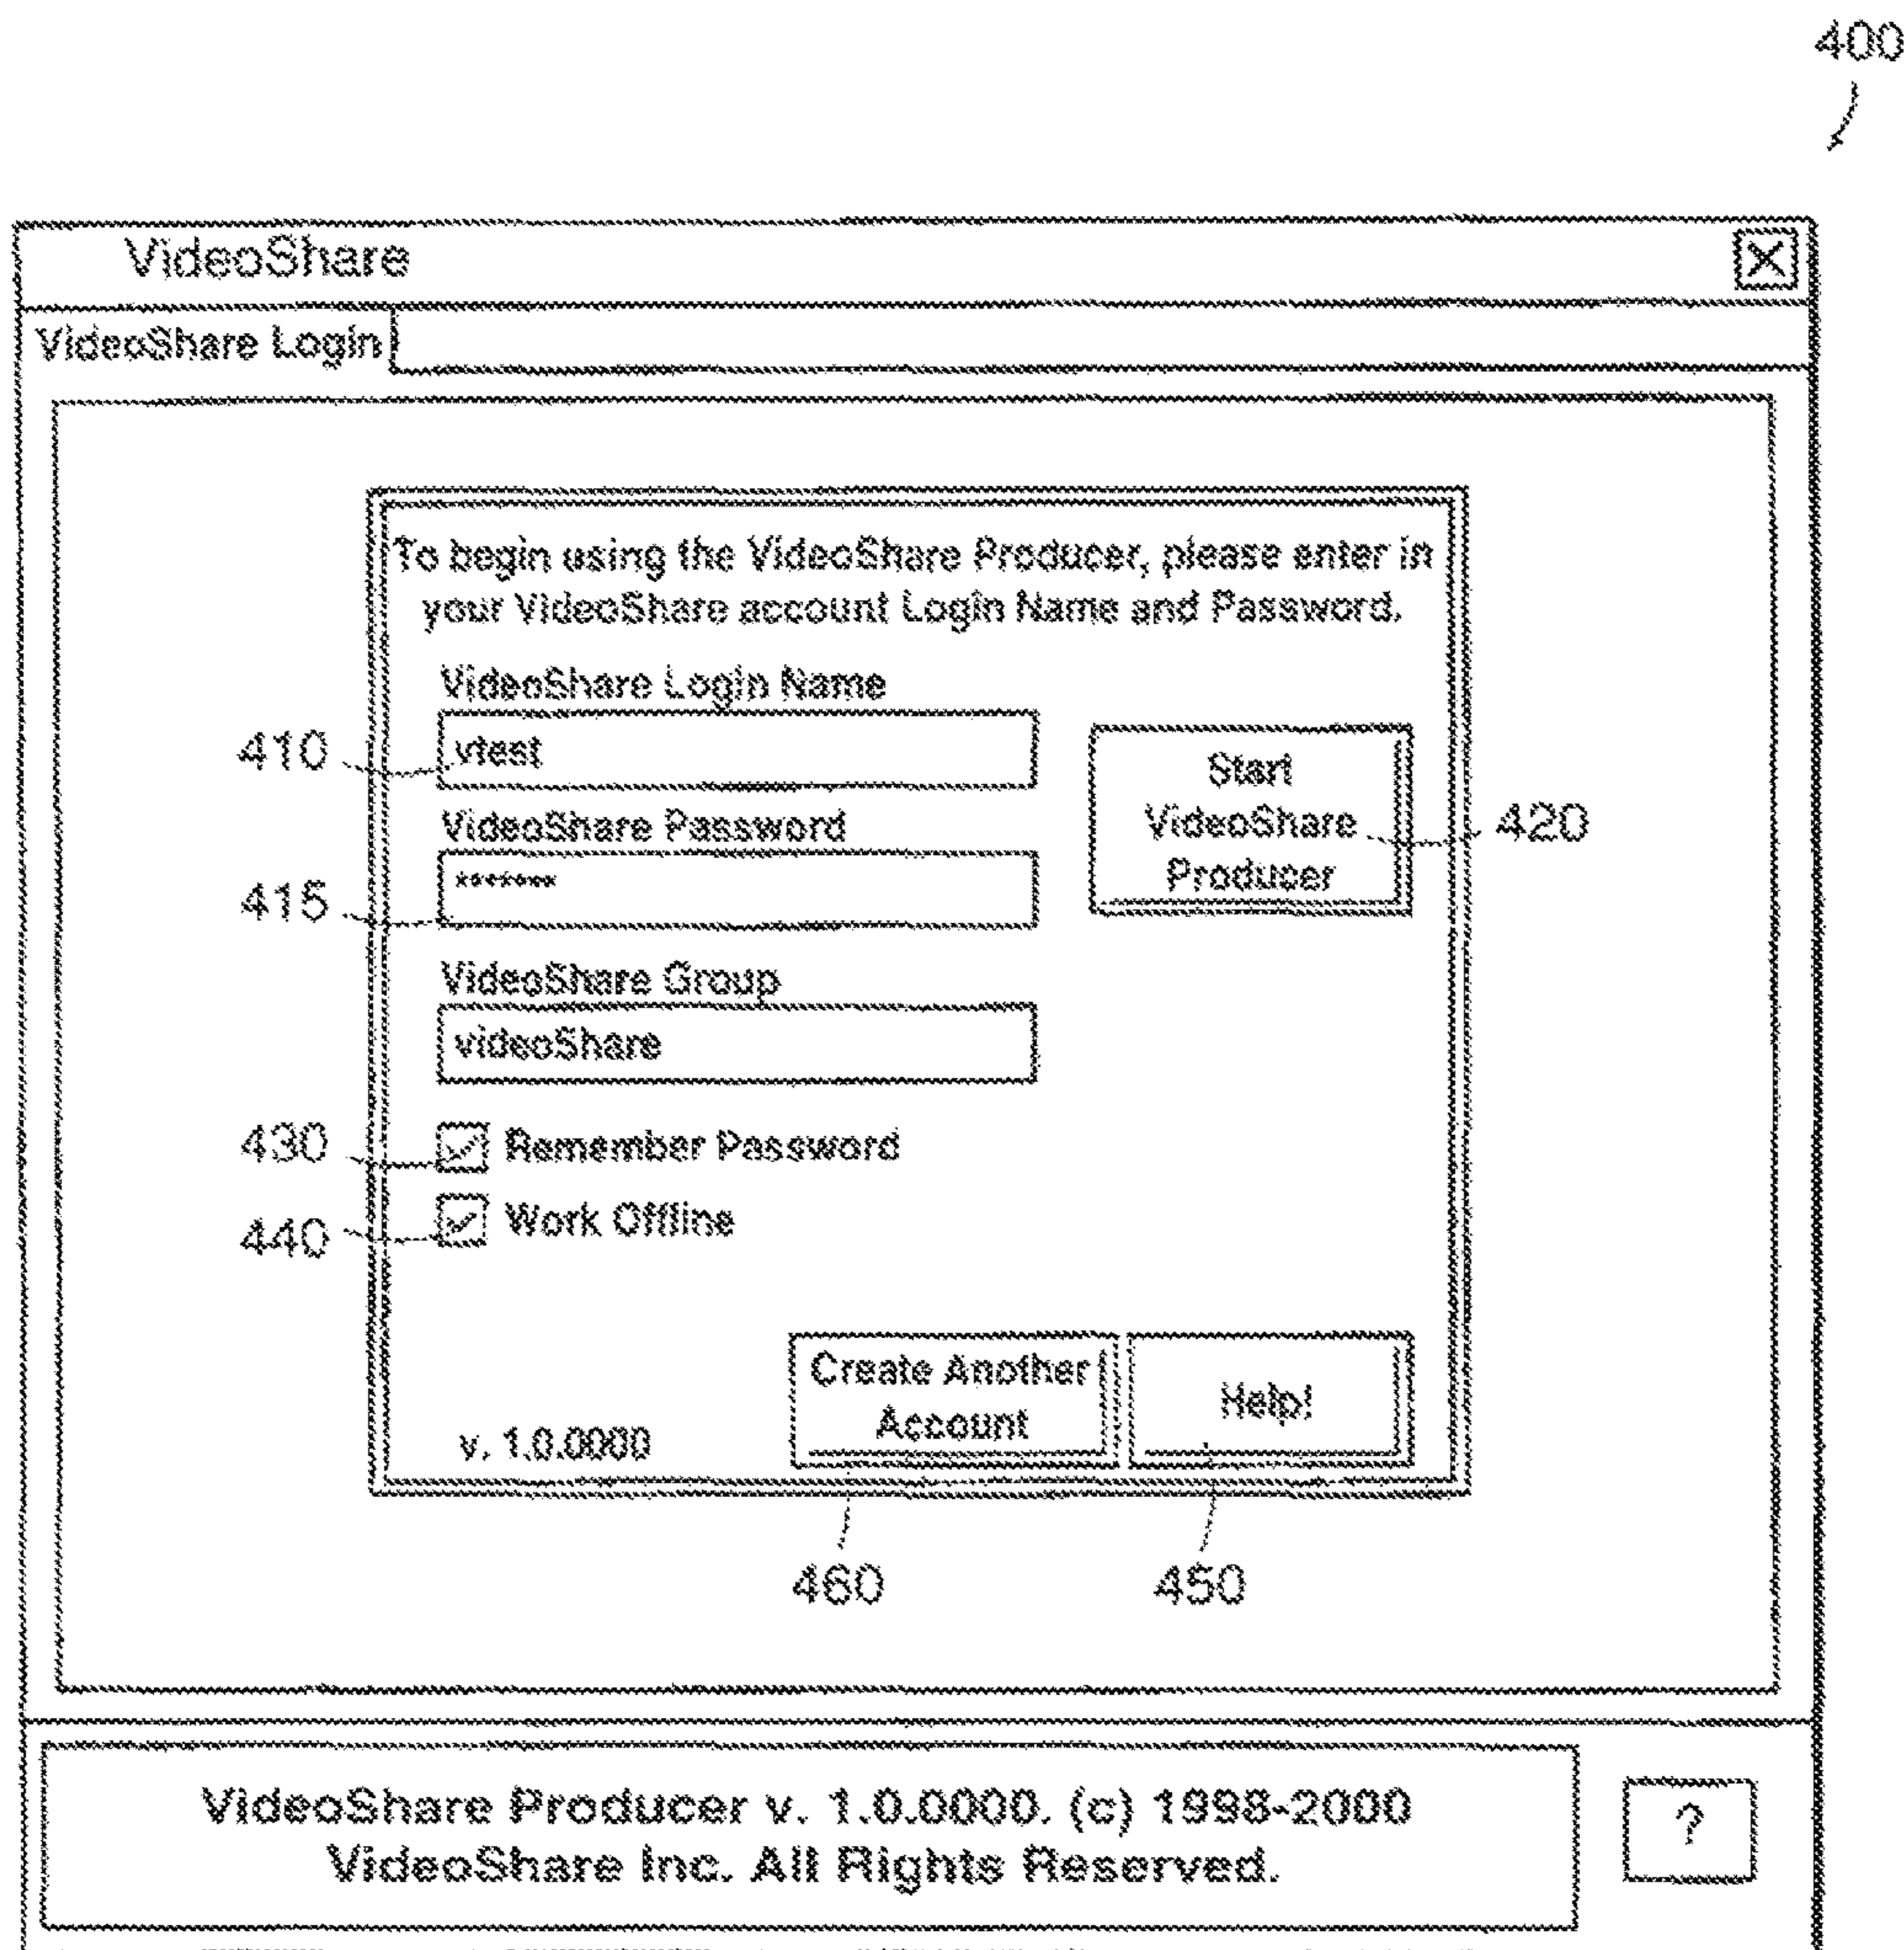 400
VideoShare
VideoShare Login
To begin using the VideoShare Producer, please enter in
your VideoShare account Login Name and Password.
VideoShare Login Name
410
vtest
VideoShare Password
415
*******
Start
VideoShare
Producer
420
VideoShare Group
videoShare
430
Remember Password
440
Work Offline
Create Another
Account
Help!
v. 1.0.0000
460
450
VideoShare Producer v. 1.0.0000. (c) 1998-2000
VideoShare Inc. All Rights Reserved.
?